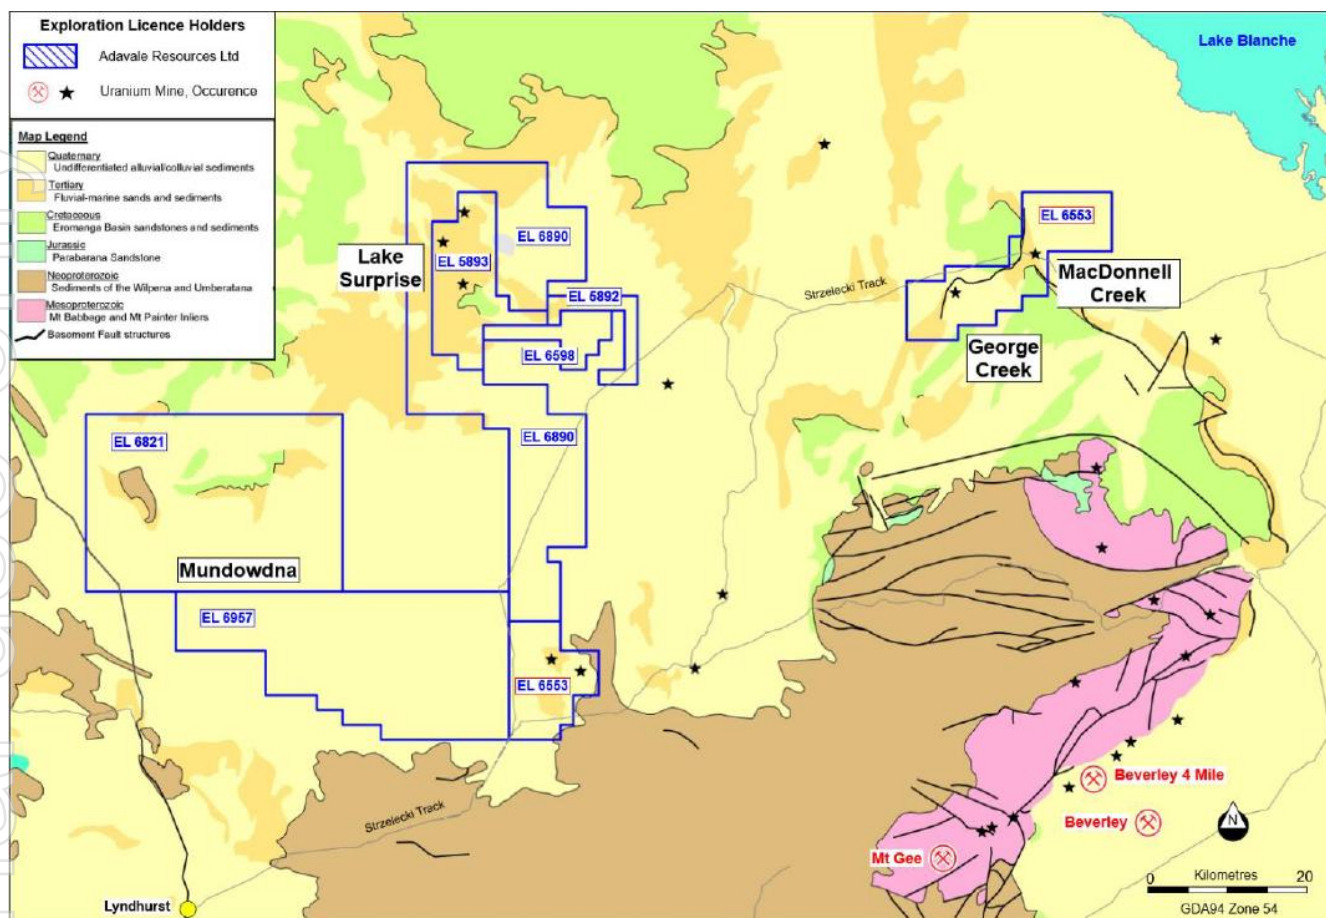 Exploration Licence Holders
Adavale Resources Ltd
Uranium Mine, Occurence
Map Legend
Quaternary
Undifferentiated alluvial/colluvial sediments
Tertiary
Fluvial-marine sands and sediments
Cretaceous
Eromanga Basin sandstones and sediments
Jurassic
Parabarana Sandstone
Neoproterozoic
Sediments of the Wilpena and Umberatana
Mesoproterozoic
Mt Babbage and Mt Painter Inliers
Basement Fault structures
Lake Blanche
EL 6553
EL 6890
Lake
Surprise
EL 5893
MacDonnell
Creek
Strzelecki Track
EL 5892
George
Creek
EL 6598
EL 6821
EL 6890
Mundowdna
EL 6957
EL 6553
Beverley 4 Mile
Beverley
Strzelecki Track
N
Mt Gee
0 Kilometres 20
GDA94 Zone 54
Lyndhurst